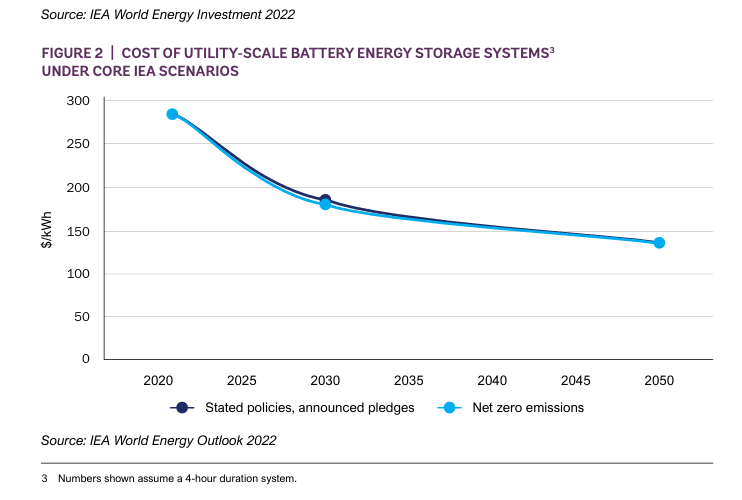 Source: IEA World Energy Investment 2022
FIGURE 2 | COST OF UTILITY-SCALE BATTERY ENERGY STORAGE SYSTEMS³
UNDER CORE IEA SCENARIOS
300
250
200
150
100
50
0
$/kWh
2020 2025 2030 2035 2040 2045 2050
Stated policies, announced pledges Net zero emissions
Source: IEA World Energy Outlook 2022
3 Numbers shown assume a 4-hour duration system.